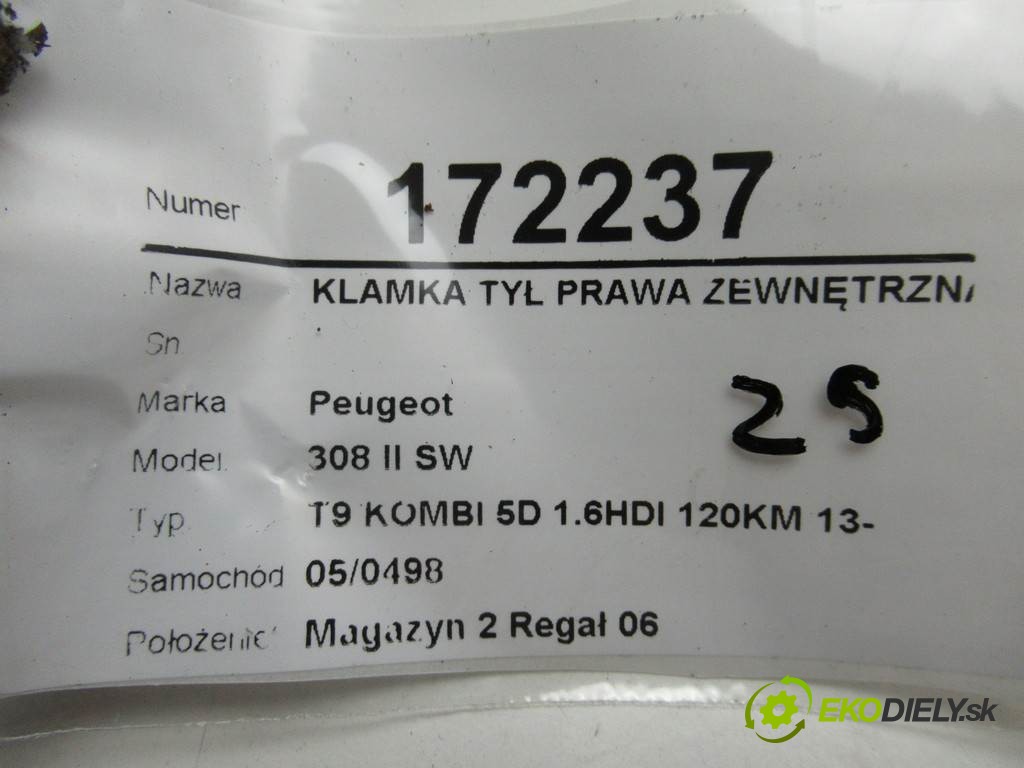 Numer 172237
Nazwa KLAMKA TYŁ PRAWA ZEWNĘTRZNA
Sn
Marka Peugeot
Model 308 II SW
25
Typ T9 KOMBI 5D 1.6HDI 120KM 13-
Samochód 05/0498
Położenie Magazyn 2 Regał 06
EKODIELY.sk